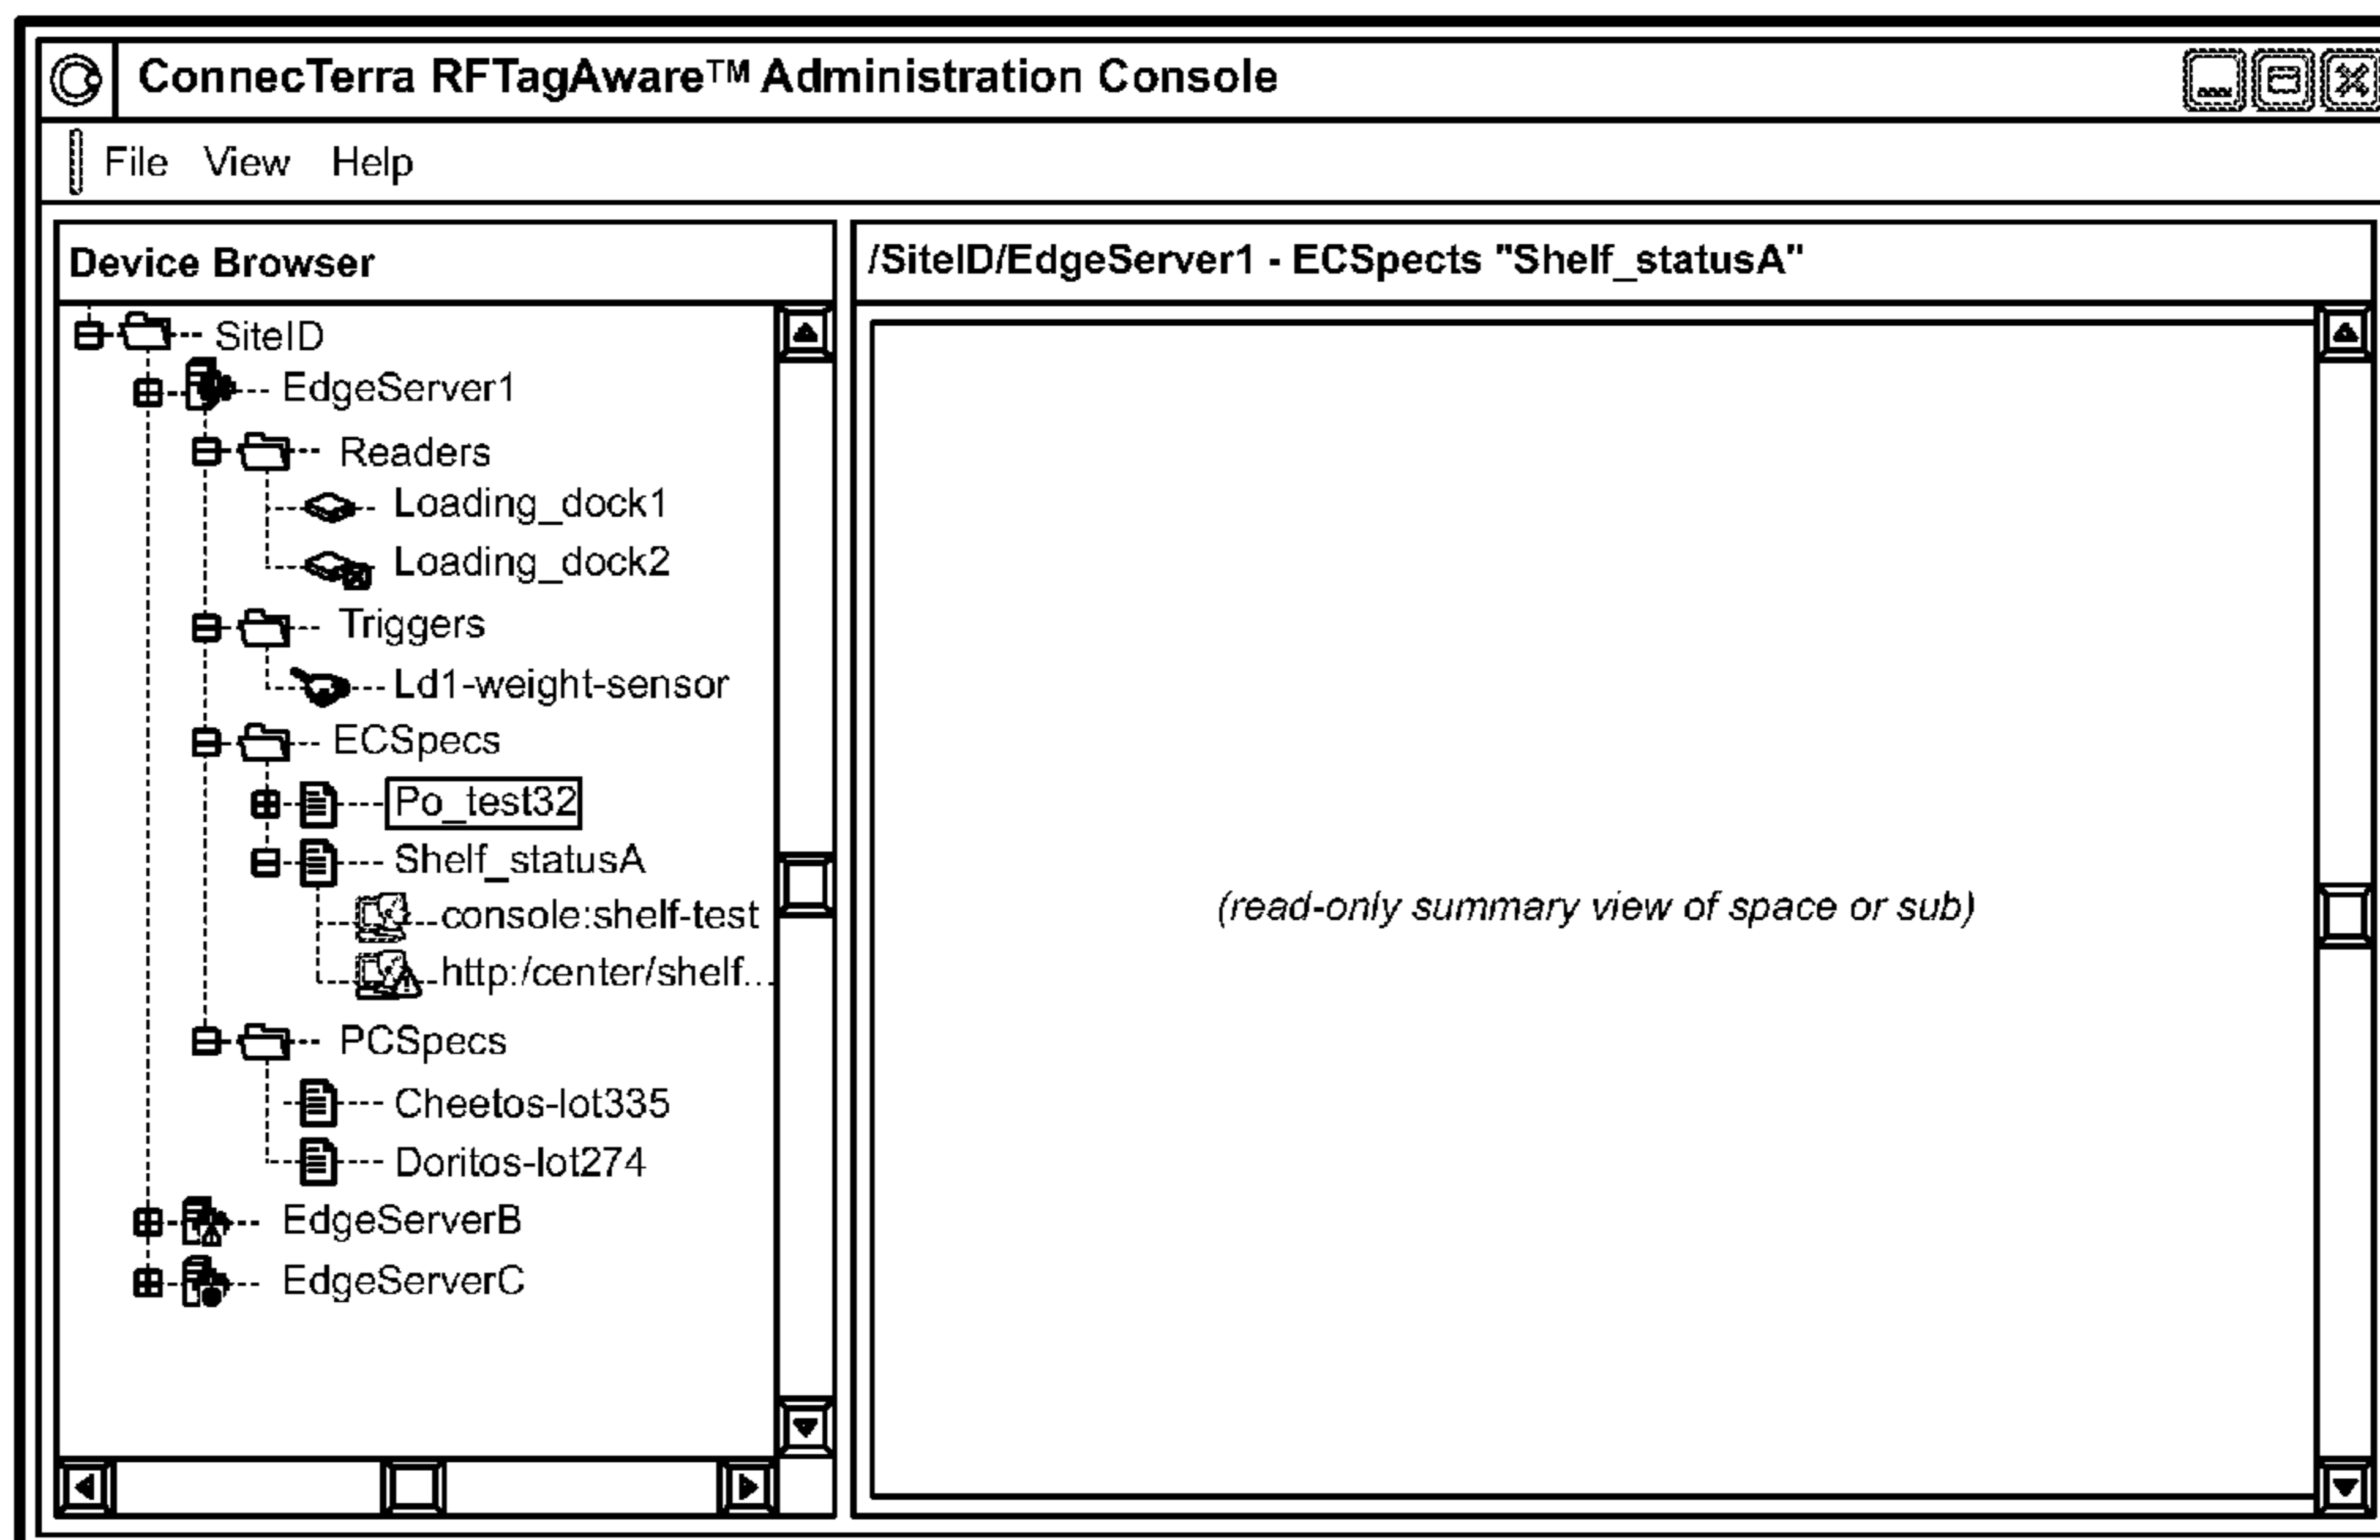 ConnecTerra RFTagAware™ Administration Console
File View Help
Device Browser
SiteID
EdgeServer1
Readers
Loading_dock1
Loading_dock2
Triggers
Ld1-weight-sensor
ECSpecs
Po_test32
Shelf_statusA
console:shelf-test
http:/center/shelf...
PCSpecs
Cheetos-lot335
Doritos-lot274
EdgeServerB
EdgeServerC
/SiteID/EdgeServer1 - ECSpects "Shelf_statusA"
(read-only summary view of space or sub)